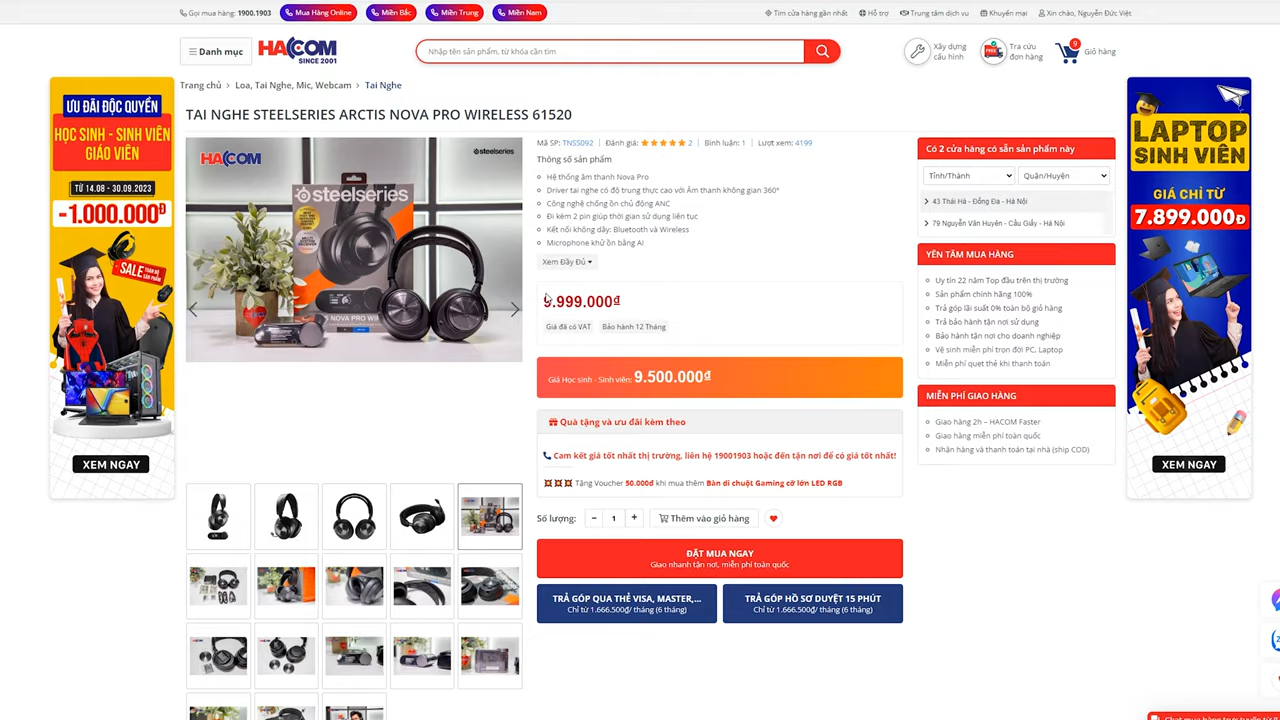 Gọi mua hàng: 1900.1903
Mua Hàng Online
Miền Bắc
Miền Trung
Miền Nam
Tìm cửa hàng gần nhất
Hỗ trợ
Trung tâm dịch vụ
Khuyến mại
Xin chào, Nguyễn Đức Việt
Danh mục
HACOM
SINCE 2001
Nhập tên sản phẩm, từ khóa cần tìm
Xây dựng
cấu hình
Tra cứu
đơn hàng
9
Giỏ hàng
Trang chủ › Loa, Tai Nghe, Mic, Webcam › Tai Nghe
TAI NGHE STEELSERIES ARCTIS NOVA PRO WIRELESS 61520
ƯU ĐÃI ĐỘC QUYỀN
HỌC SINH - SINH VIÊN
GIÁO VIÊN
TỪ 14.08 - 30.09.2023
-1.000.000Đ
SALE
XEM NGAY
HACOM
steelseries
steelseries
NOVA PRO
Mã SP: TNSS092
Đánh giá: 2
Bình luận: 1
Lượt xem: 4199
Thông số sản phẩm
Hệ thống âm thanh Nova Pro
Driver tai nghe có độ trung thực cao với Âm thanh không gian 360°
Công nghệ chống ồn chủ động ANC
Đi kèm 2 pin giúp thời gian sử dụng liên tục
Kết nối không dây: Bluetooth và Wireless
Microphone khử ồn bằng AI
Xem Đầy Đủ
.999.000đ
Giá đã có VAT
Bảo hành 12 Tháng
Giá Học sinh - Sinh viên: 9.500.000đ
Quà tặng và ưu đãi kèm theo
Cam kết giá tốt nhất thị trường, liên hệ 19001903 hoặc đến tận nơi để có giá tốt nhất!
Tặng Voucher 50.000đ khi mua thêm Bàn di chuột Gaming cỡ lớn LED RGB
Số lượng: - 1 +
Thêm vào giỏ hàng
ĐẶT MUA NGAY
Giao nhanh tận nơi, miễn phí toàn quốc
TRẢ GÓP QUA THẺ VISA, MASTER,...
Chỉ từ 1.666.500₫/ tháng (6 tháng)
TRẢ GÓP HỒ SƠ DUYỆT 15 PHÚT
Chỉ từ 1.666.500₫/ tháng (6 tháng)
Có 2 cửa hàng có sẵn sản phẩm này
Tỉnh/Thành
Quận/Huyện
43 Thái Hà - Đống Đa - Hà Nội
79 Nguyễn Văn Huyên - Cầu Giấy - Hà Nội
YÊN TÂM MUA HÀNG
Uy tín 22 năm Top đầu trên thị trường
Sản phẩm chính hãng 100%
Trả góp lãi suất 0% toàn bộ giỏ hàng
Trả bảo hành tận nơi sử dụng
Bảo hành tận nơi cho doanh nghiệp
Vệ sinh miễn phí trọn đời PC, Laptop
Miễn phí quẹt thẻ khi thanh toán
MIỄN PHÍ GIAO HÀNG
Giao hàng 2h – HACOM Faster
Giao hàng miễn phí toàn quốc
Nhận hàng và thanh toán tại nhà (ship COD)
LAPTOP
SINH VIÊN
GIÁ CHỈ TỪ
7.899.000Đ
XEM NGAY